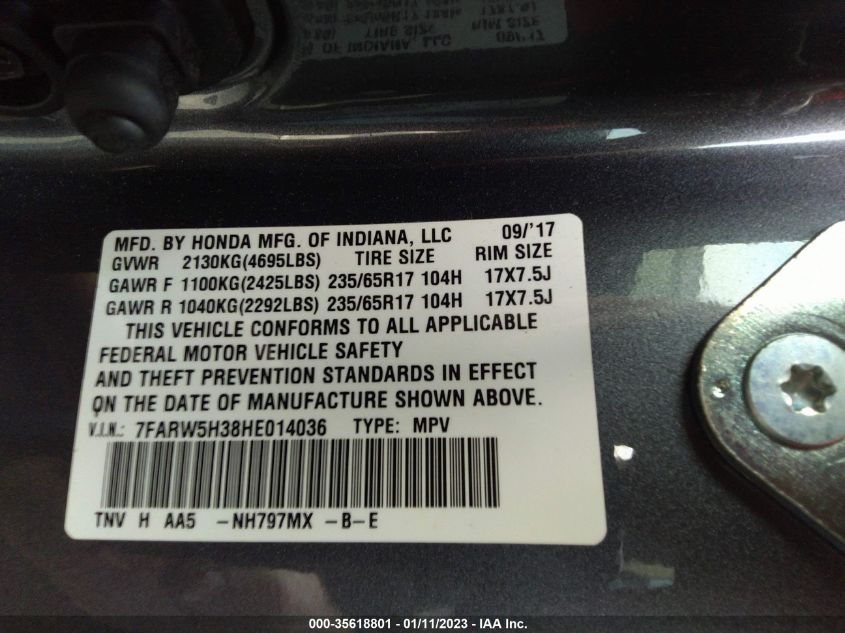 MFD. BY HONDA MFG. OF INDIANA, LLC 09/'17
GVWR 2130KG(4695LBS) TIRE SIZE RIM SIZE
GAWR F 1100KG(2425LBS) 235/65R17 104H 17X7.5J
GAWR R 1040KG(2292LBS) 235/65R17 104H 17X7.5J
THIS VEHICLE CONFORMS TO ALL APPLICABLE
FEDERAL MOTOR VEHICLE SAFETY
AND THEFT PREVENTION STANDARDS IN EFFECT
ON THE DATE OF MANUFACTURE SHOWN ABOVE.
V.I.N.: 7FARW5H38HE014036 TYPE: MPV
TNV H AA5 -NH797MX -B-E
000-35618801 - 01/11/2023 - IAA Inc.